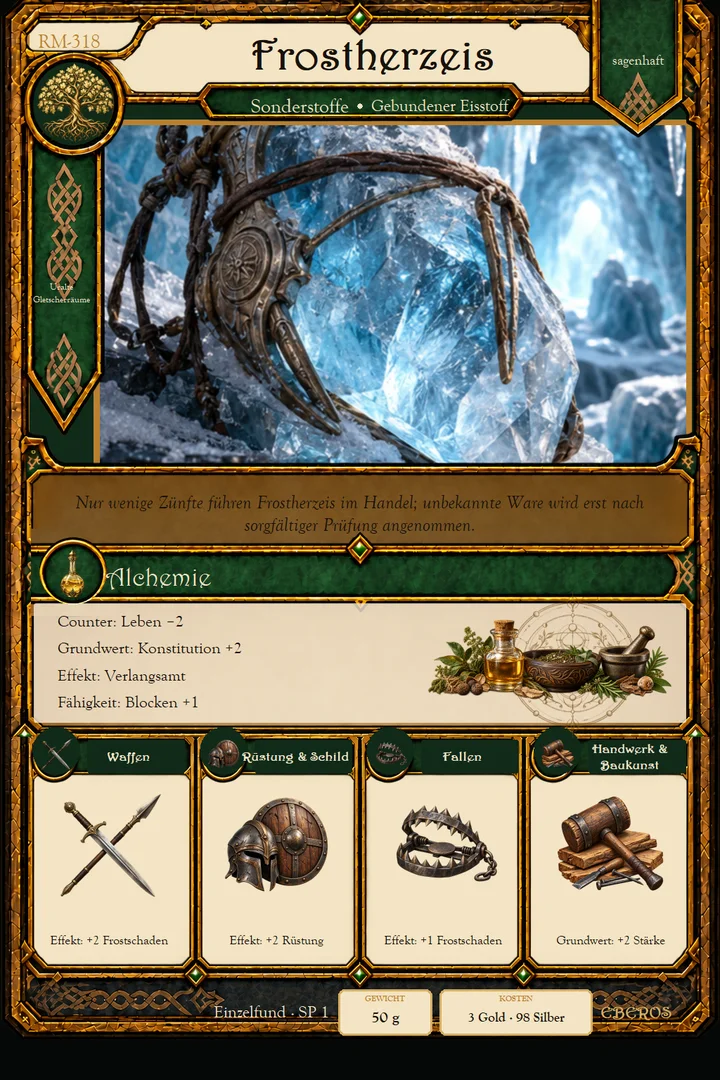 RM-318
Frostherzeis
sagenhaft
Sonderstoffe • Gebundener Eisstoff
Uralte
Gletscherräume
Nur wenige Zünfte führen Frostherzeis im Handel; unbekannte Ware wird erst nach
sorgfältiger Prüfung angenommen.
Alchemie
Counter: Leben −2
Grundwert: Konstitution +2
Effekt: Verlangsamt
Fähigkeit: Blocken +1
Waffen
Rüstung & Schild
Fallen
Handwerk &
Baukunst
Effekt: +2 Frostschaden
Effekt: +2 Rüstung
Effekt: +1 Frostschaden
Grundwert: +2 Stärke
Einzelfund · SP 1
GEWICHT
50 g
KOSTEN
3 Gold · 98 Silber
EBEROS